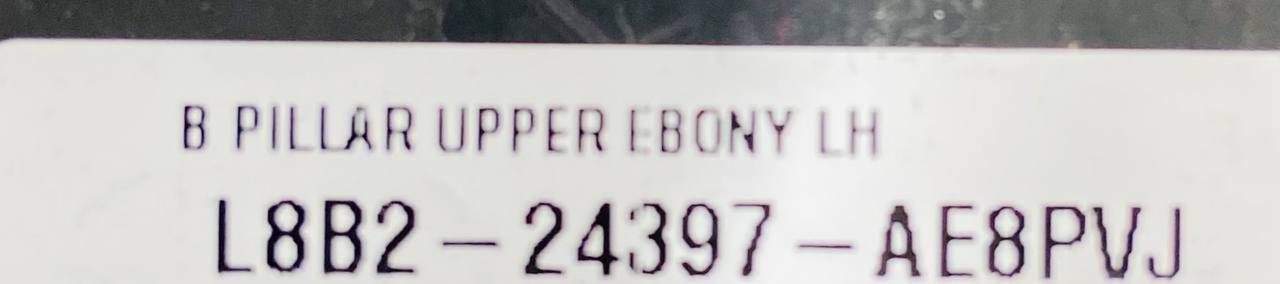 B PILLAR UPPER EBONY LH
L8B2-24397-AE8PVJ